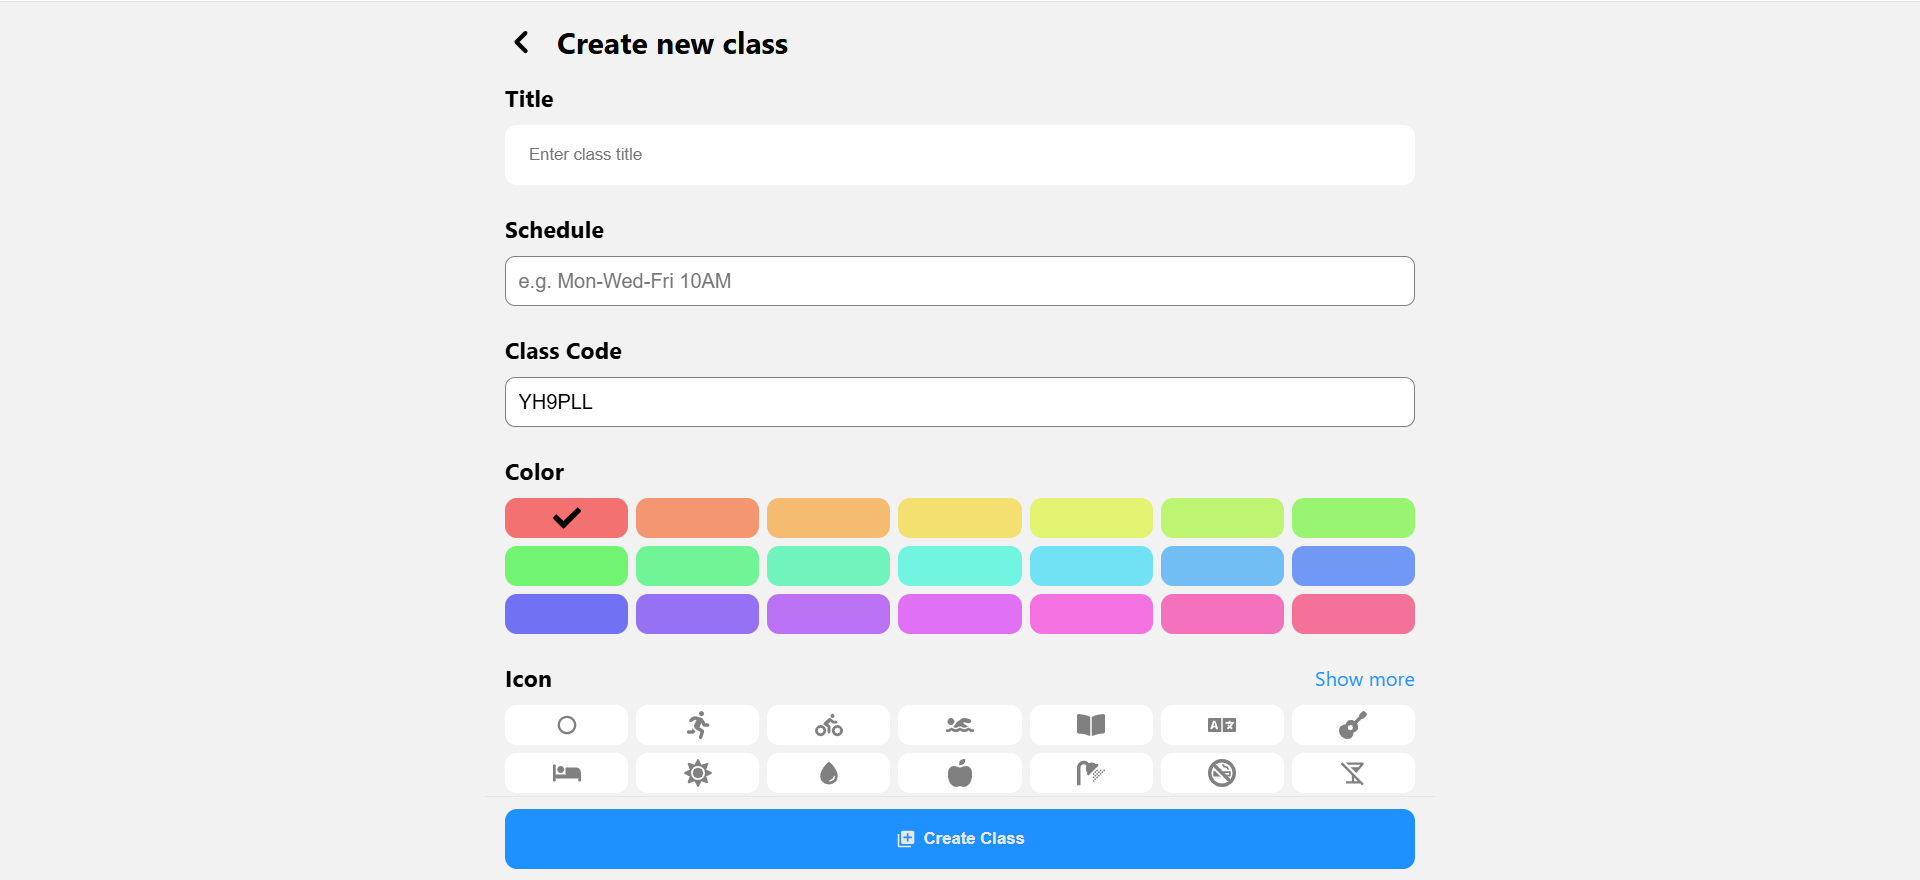 Create new class
Title
Enter class title
Schedule
e.g. Mon-Wed-Fri 10AM
Class Code
YH9PLL
Color
Icon
Show more
Create Class